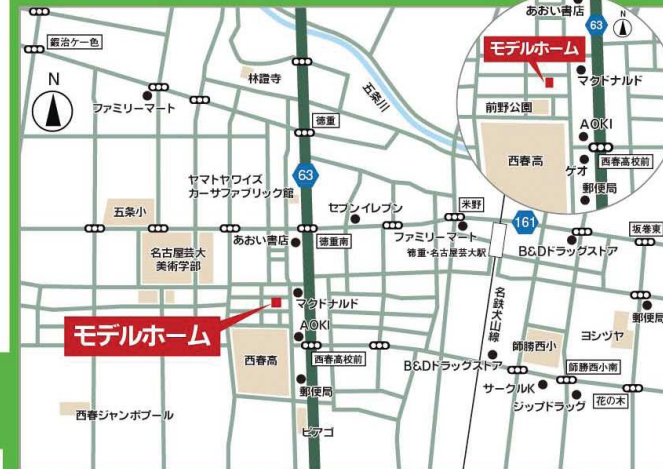 鍛治ケ一色
N
ファミリーマート
林證寺
五条川
徳重
63
ヤマトヤワイズ
カーサファブリック館
五条小
名古屋芸大
美術学部
あおい書店
徳重南
セブンイレブン
米野
ファミリーマート
徳重・名古屋芸大駅
161
B&Dドラッグストア
坂巻東
モデルホーム
マクドナルド
AOKI
西春高
西春高校前
郵便局
ピアゴ
西春ジャンボプール
名鉄犬山線
B&Dドラッグストア
師勝西小
ヨシヅヤ
郵便局
師勝西小南
サークルK
ジップドラッグ
花の木
あおい書店
63
N
モデルホーム
マクドナルド
前野公園
AOKI
西春高
西春高校前
ゲオ
郵便局